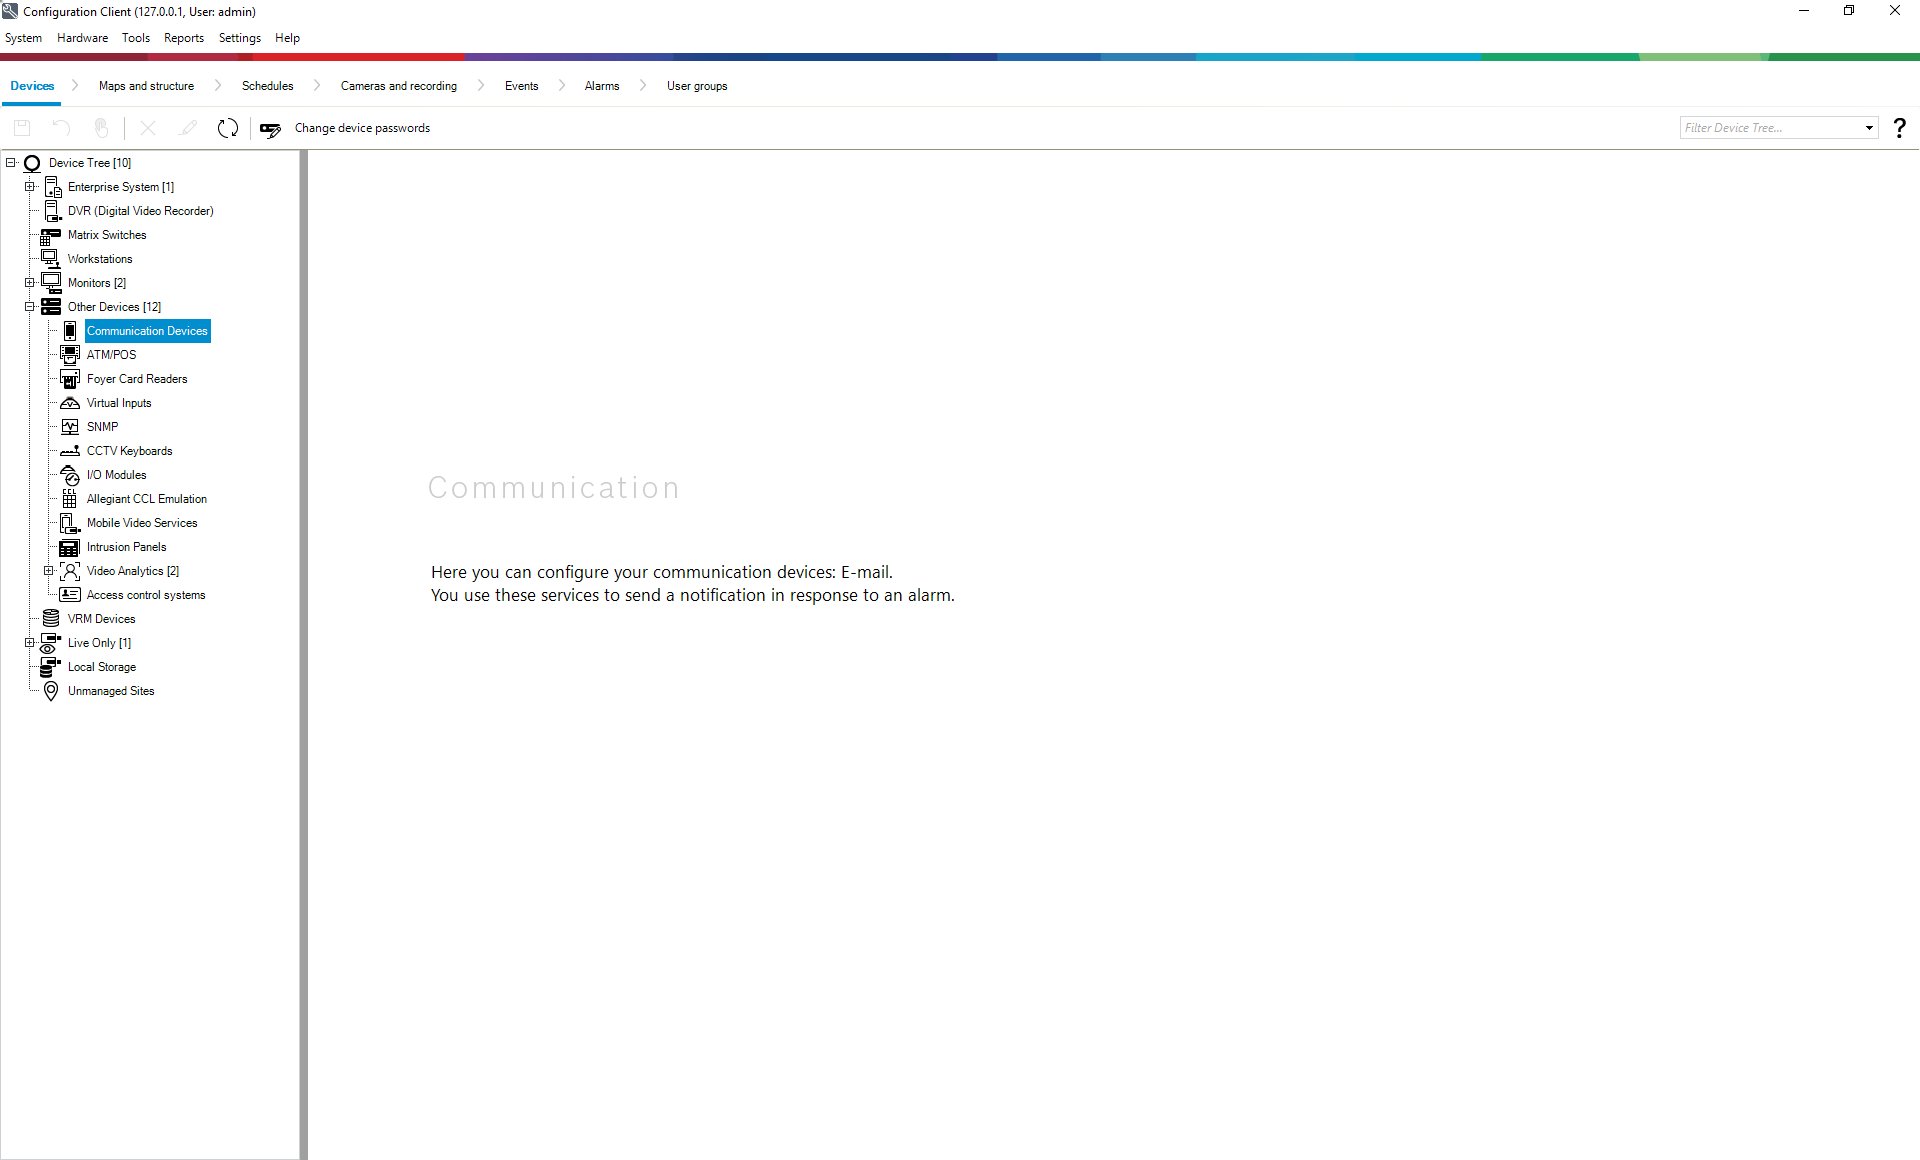 Configuration Client (127.0.0.1, User: admin)
System Hardware Tools Reports Settings Help
Devices Maps and structure Schedules Cameras and recording Events Alarms User groups
Change device passwords Filter Device Tree... ?
Device Tree [10]
Enterprise System [1]
DVR (Digital Video Recorder)
Matrix Switches
Workstations
Monitors [2]
Other Devices [12]
Communication Devices
ATM/POS
Foyer Card Readers
Virtual Inputs
SNMP
CCTV Keyboards
I/O Modules
Allegiant CCL Emulation
Mobile Video Services
Intrusion Panels
Video Analytics [2]
Access control systems
VRM Devices
Live Only [1]
Local Storage
Unmanaged Sites
Communication
Here you can configure your communication devices: E-mail.
You use these services to send a notification in response to an alarm.